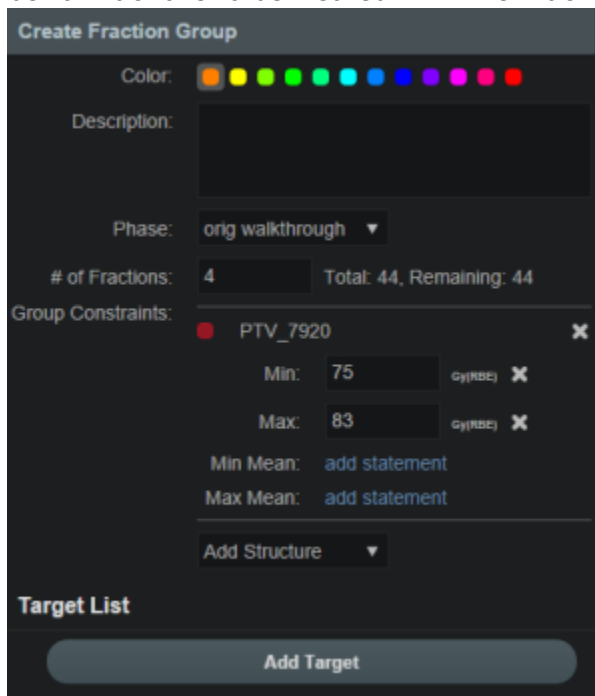 Create Fraction Group
Color:
Description:
Phase: orig walkthrough ▼
# of Fractions: 4 Total: 44, Remaining: 44
Group Constraints:
PTV_7920
Min: 75 Gy(RBE)
Max: 83 Gy(RBE)
Min Mean: add statement
Max Mean: add statement
Add Structure ▼
Target List
Add Target